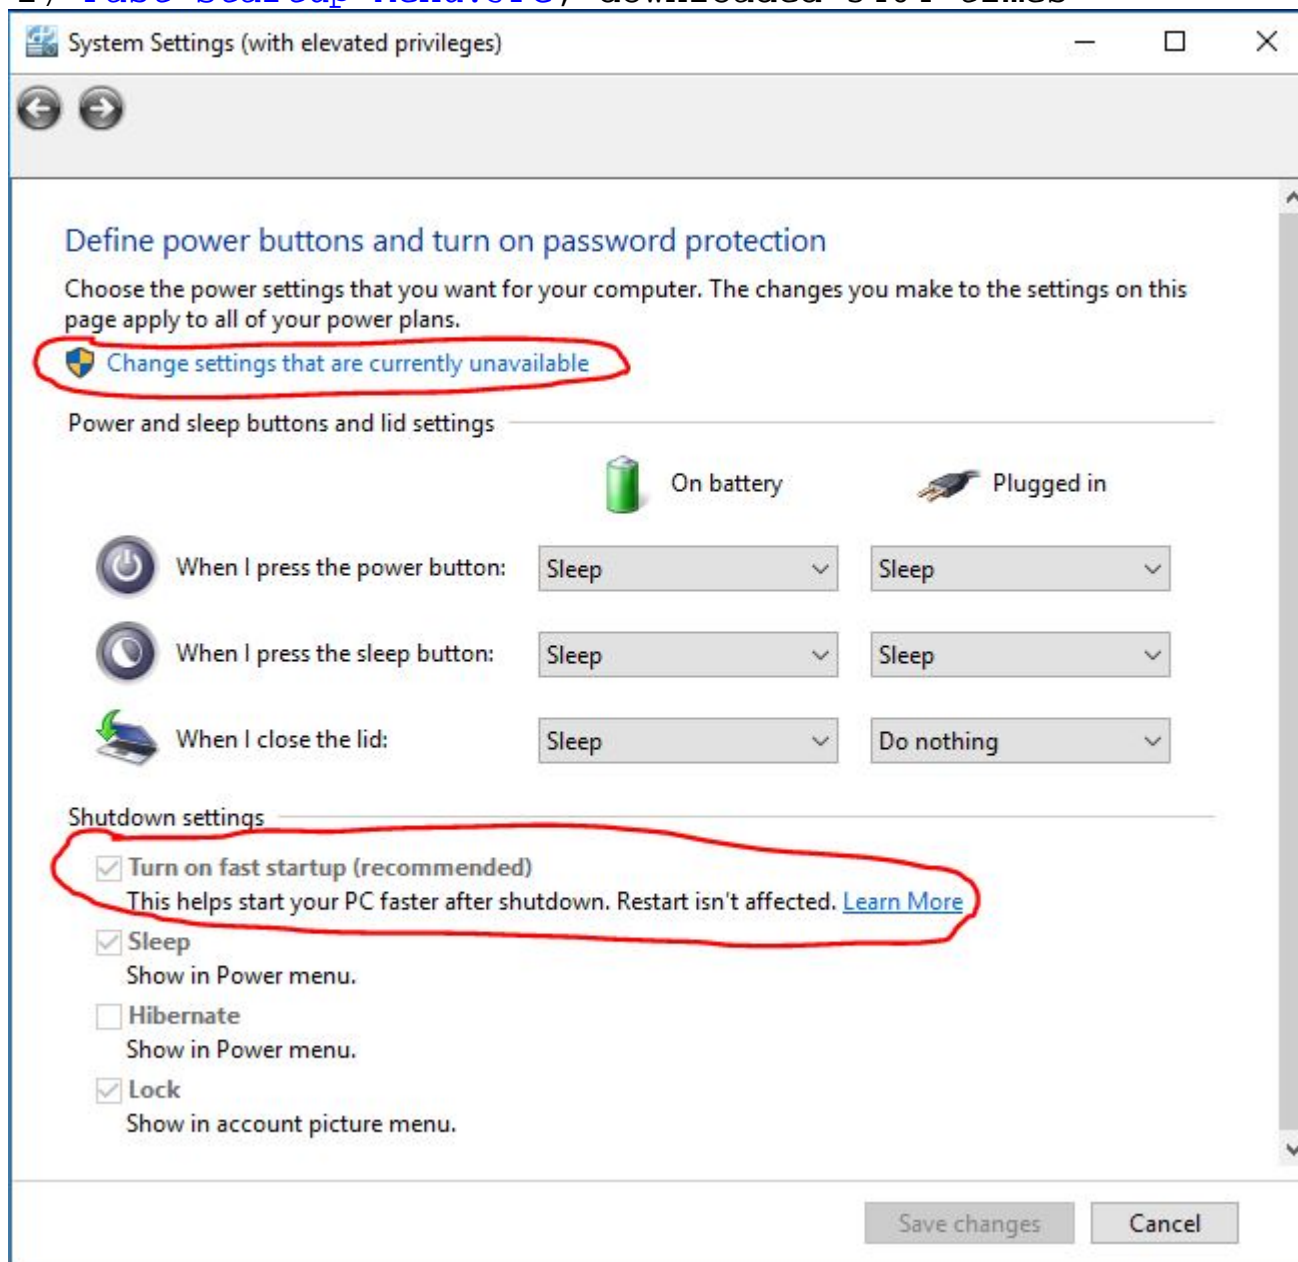 System Settings (with elevated privileges)
Define power buttons and turn on password protection
Choose the power settings that you want for your computer. The changes you make to the settings on this
page apply to all of your power plans.
Change settings that are currently unavailable
Power and sleep buttons and lid settings
On battery Plugged in
When I press the power button: Sleep Sleep
When I press the sleep button: Sleep Sleep
When I close the lid: Sleep Do nothing
Shutdown settings
Turn on fast startup (recommended)
This helps start your PC faster after shutdown. Restart isn't affected. Learn More
Sleep
Show in Power menu.
Hibernate
Show in Power menu.
Lock
Show in account picture menu.
Save changes Cancel